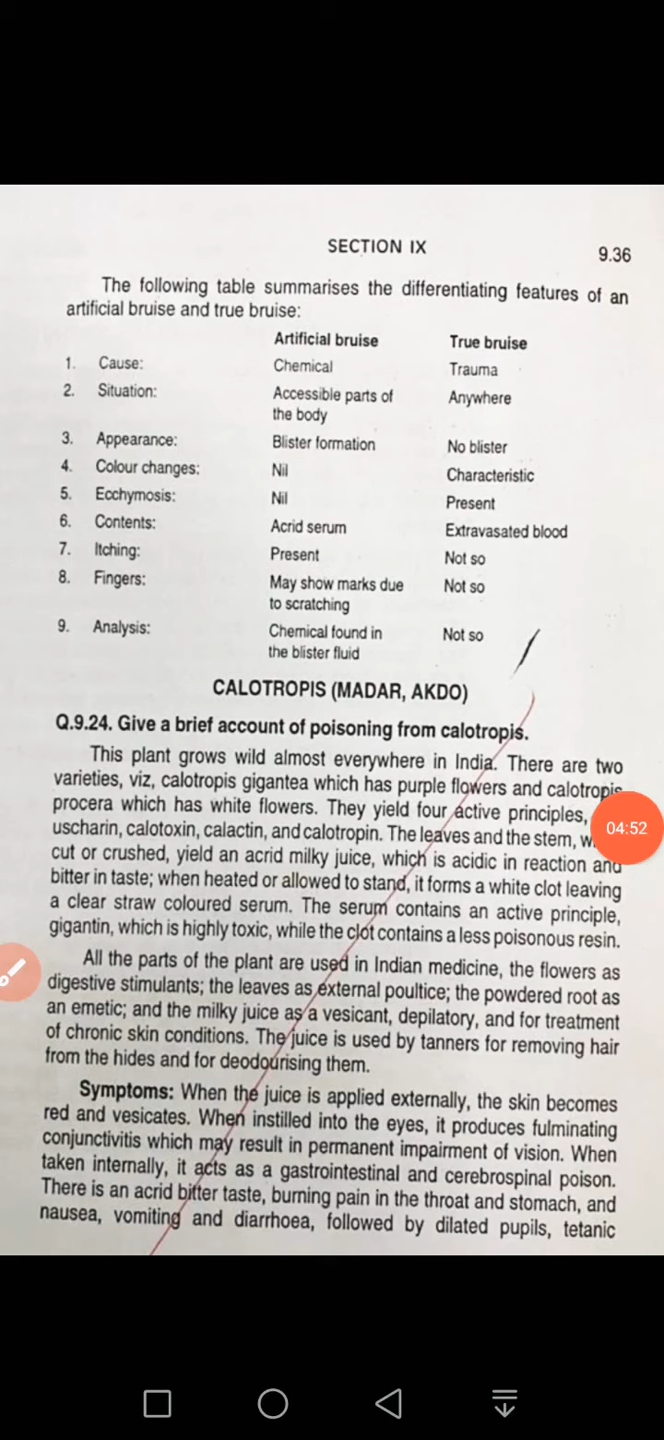 SECTION IX
9.36
The following table summarises the differentiating features of an
artificial bruise and true bruise:
Artificial bruise True bruise
1. Cause: Chemical Trauma
2. Situation: Accessible parts of Anywhere
the body
3. Appearance: Blister formation No blister
4. Colour changes: Nil Characteristic
5. Ecchymosis: Nil Present
6. Contents: Acrid serum Extravasated blood
7. Itching: Present Not so
8. Fingers: May show marks due Not so
to scratching
9. Analysis: Chemical found in Not so
the blister fluid
CALOTROPIS (MADAR, AKDO)
Q.9.24. Give a brief account of poisoning from calotropis.
This plant grows wild almost everywhere in India. There are two
varieties, viz, calotropis gigantea which has purple flowers and calotropis
procera which has white flowers. They yield four active principles,
uscharin, calotoxin, calactin, and calotropin. The leaves and the stem,
04:52
cut or crushed, yield an acrid milky juice, which is acidic in reaction and
bitter in taste; when heated or allowed to stand, it forms a white clot leaving
a clear straw coloured serum. The serum contains an active principle,
gigantin, which is highly toxic, while the clot contains a less poisonous resin.
All the parts of the plant are used in Indian medicine, the flowers as
digestive stimulants; the leaves as external poultice; the powdered root as
an emetic; and the milky juice as a vesicant, depilatory, and for treatment
of chronic skin conditions. The juice is used by tanners for removing hair
from the hides and for deodourising them.
Symptoms: When the juice is applied externally, the skin becomes
red and vesicates. When instilled into the eyes, it produces fulminating
conjunctivitis which may result in permanent impairment of vision. When
taken internally, it acts as a gastrointestinal and cerebrospinal poison.
There is an acrid bitter taste, burning pain in the throat and stomach, and
nausea, vomiting and diarrhoea, followed by dilated pupils, tetanic